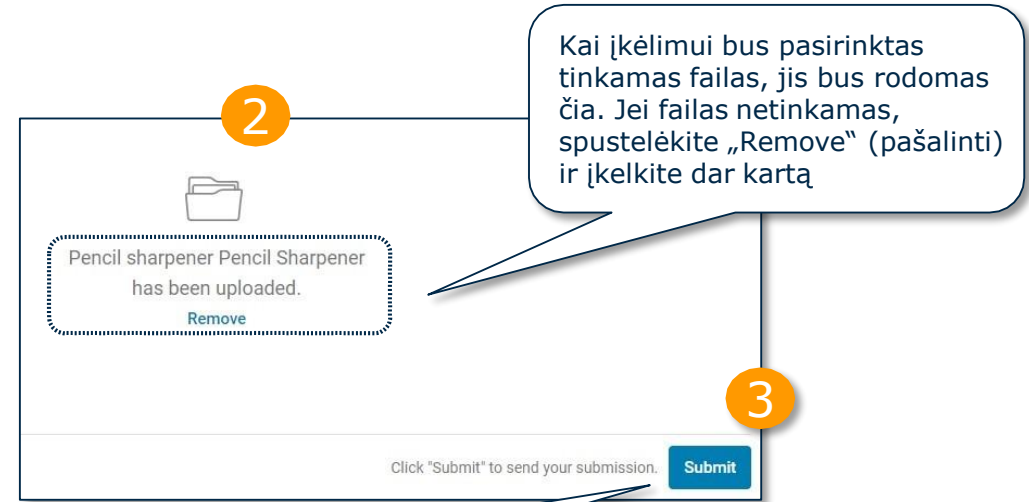 Kai įkėlimui bus pasirinktas
tinkamas failas, jis bus rodomas
čia. Jei failas netinkamas,
spustelėkite „Remove“ (pašalinti)
ir įkelkite dar kartą
2
Pencil sharpener Pencil Sharpener
has been uploaded.
Remove
3
Click "Submit" to send your submission.
Submit